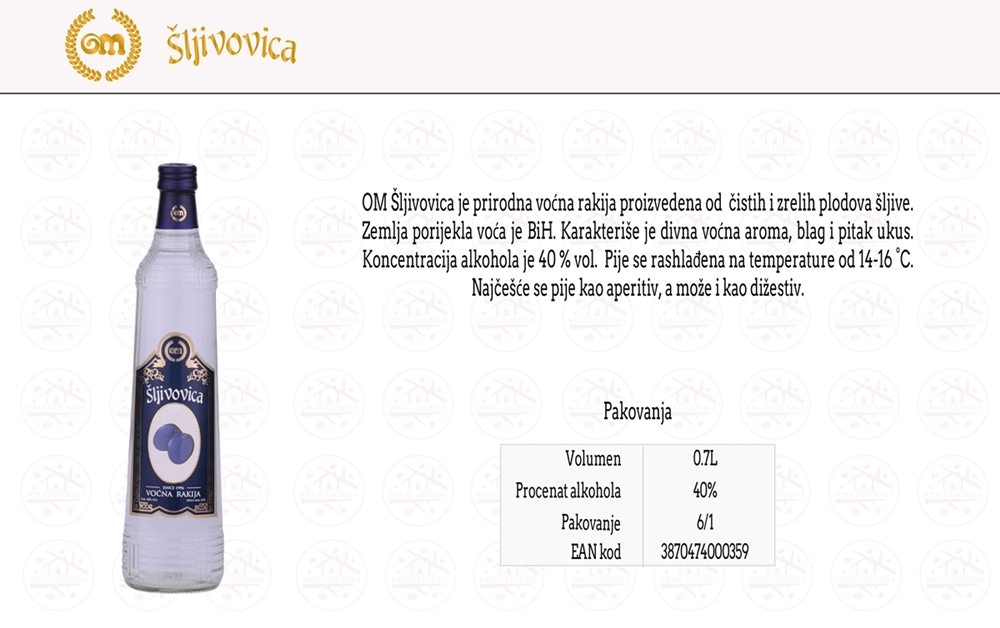 om Šljivovica
OM Šljivovica je prirodna voćna rakija proizvedena od čistih i zrelih plodova šljive.
Zemlja porijekla voća je BiH. Karakteriše je divna voćna aroma, blag i pitak ukus.
Koncentracija alkohola je 40 % vol. Pije se rashlađena na temperature od 14-16 °C.
Najčešće se pije kao aperitiv, a može i kao dižestiv.
om
om
Šljivovica
SINCE 1996.
VOĆNA RAKIJA
Pakovanja
Volumen 0.7L
Procenat alkohola 40%
Pakovanje 6/1
EAN kod 3870474000359